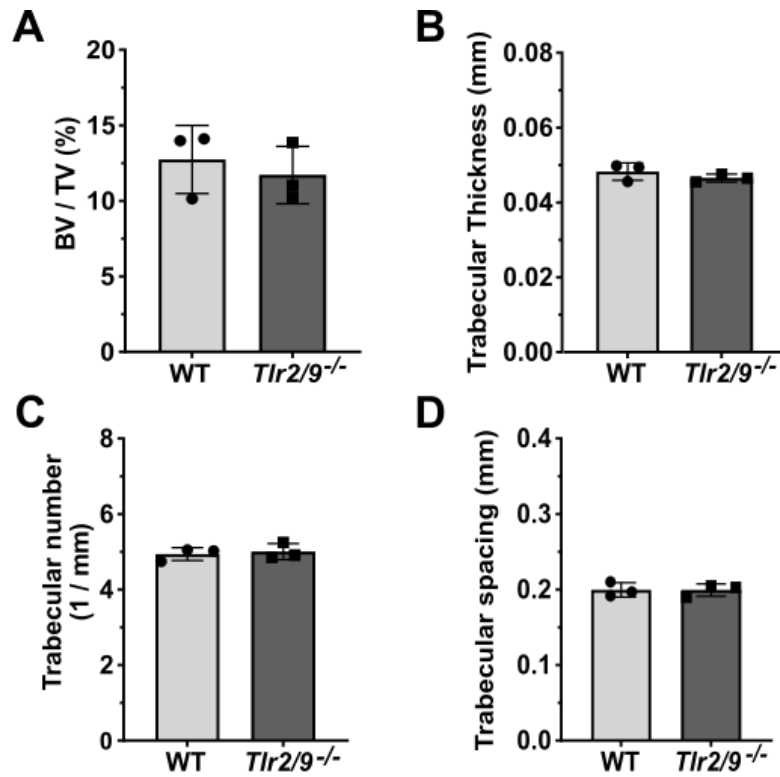 A
BV / TV (%)
20
15
10
5
0
WT
Tlr2/9-/-
B
Trabecular Thickness (mm)
0.08
0.06
0.04
0.02
0.00
WT
Tlr2/9-/-
C
Trabecular number
(1 / mm)
8
6
4
2
0
WT
Tlr2/9-/-
D
Trabecular spacing (mm)
0.4
0.3
0.2
0.1
0.0
WT
Tlr2/9-/-